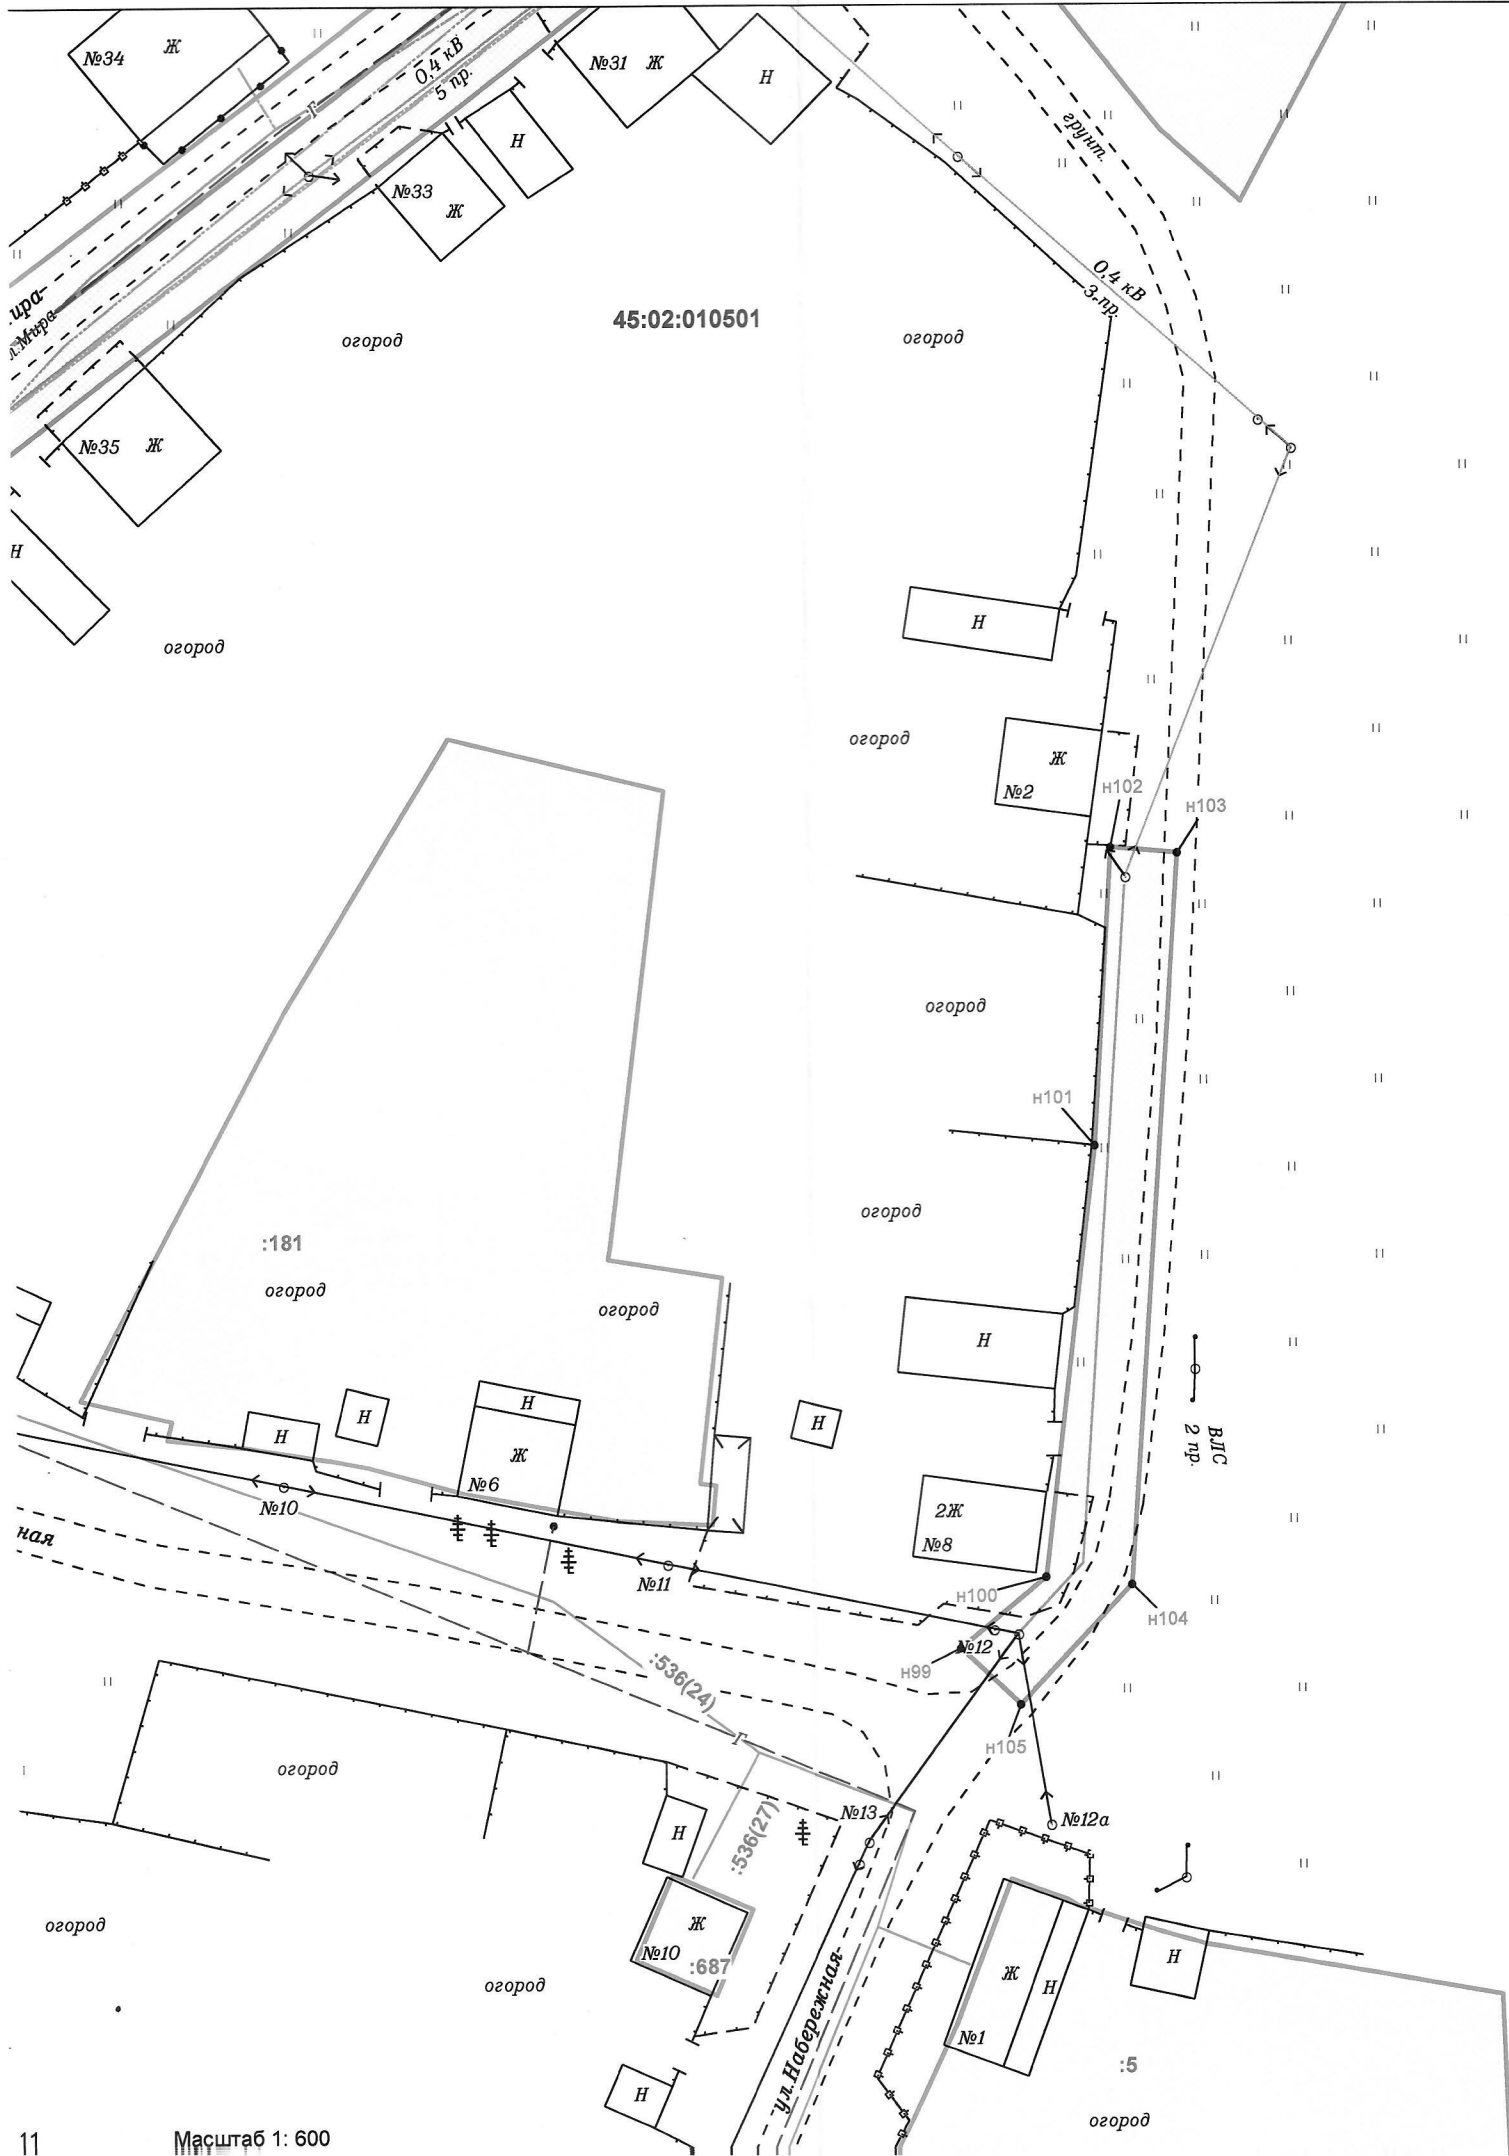 №34
Ж
0,4 кВ
5 пр.
№31 Ж
Н
Г
Н
№33
Ж
грунт.
0,4 кВ
3 пр.
45:02:010501
огород
огород
л.Мира
№35 Ж
Н
Н
огород
огород
Ж
№2
н102
н103
огород
н101
огород
:181
огород
огород
Н
ВЛС
2 пр.
Н
Н
Н
Ж
№6
Н
№10
2Ж
№8
ная
№11
н100
н104
№12
н99
:536(24)
н105
Г
огород
№13
№12а
Н
:536(27)
огород
Ж
№10
:687
огород
ул.Набережная
Ж
Н
№1
Н
:5
Н
огород
11
Масштаб 1: 600